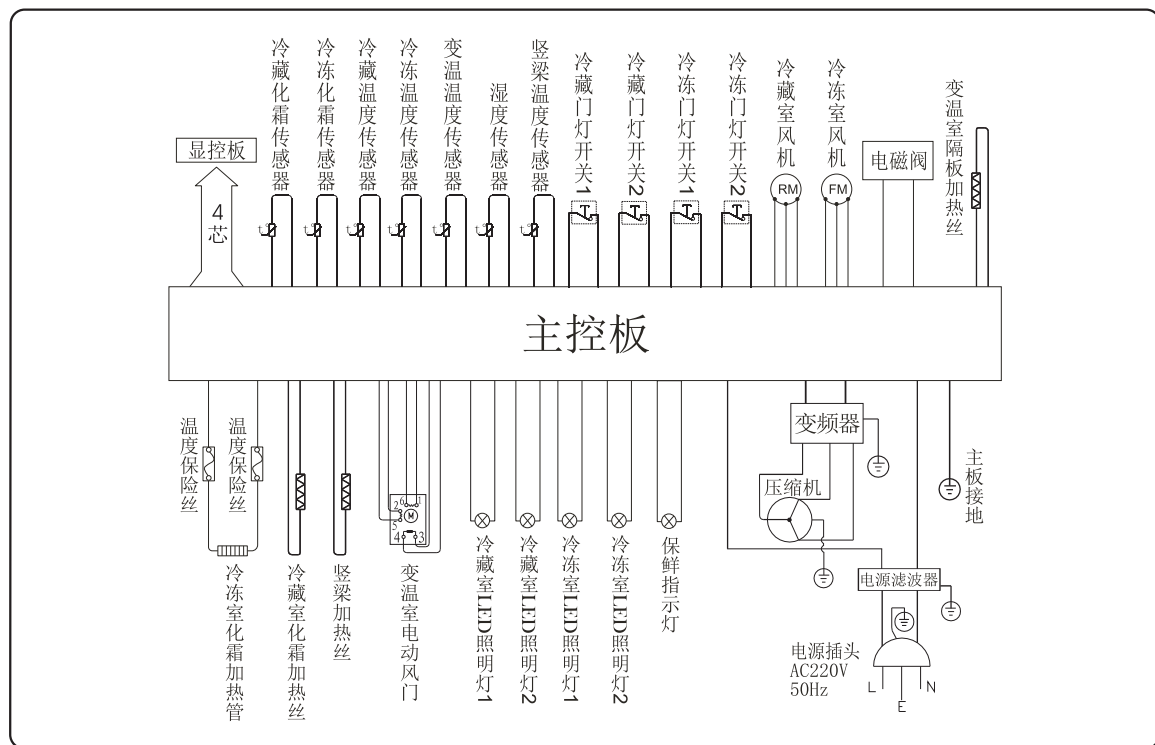 显控板
4芯
冷藏化霜传感器
冷冻化霜传感器
冷藏温度传感器
冷冻温度传感器
变温温度传感器
湿度传感器
竖梁温度传感器
冷藏门灯开关1
冷藏门灯开关2
冷冻门灯开关1
冷冻门灯开关2
冷藏室风机
RM
冷冻室风机
FM
电磁阀
变温室隔板加热丝
主控板
温度保险丝
温度保险丝
冷冻室化霜加热管
冷藏室化霜加热丝
竖梁加热丝
2
6
1
5
M
4
3
变温室电动风门
冷藏室LED照明灯1
冷藏室LED照明灯2
冷冻室LED照明灯1
冷冻室LED照明灯2
保鲜指示灯
变频器
压缩机
主板接地
电源滤波器
电源插头
AC220V
50Hz
L
E
N